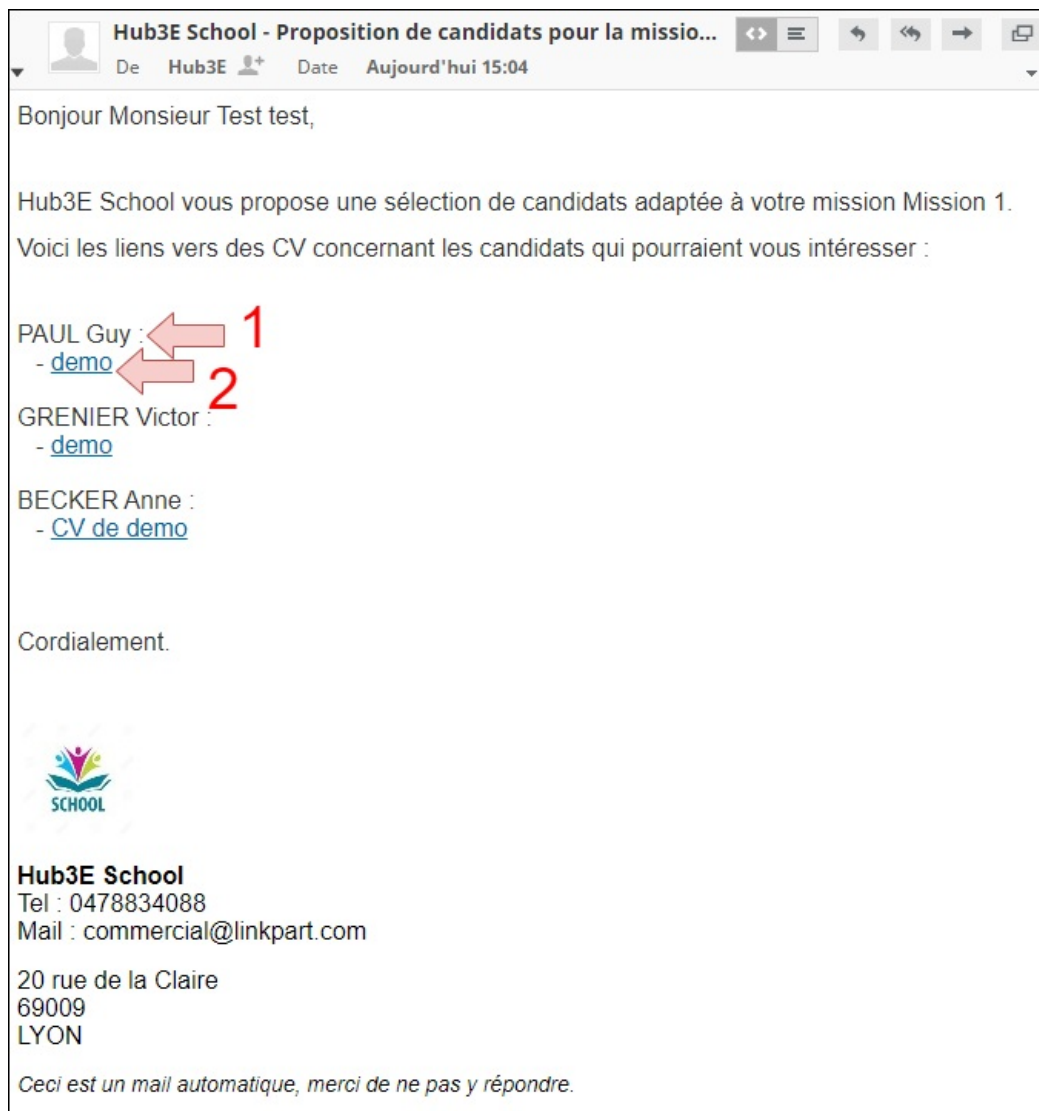 Hub3E School - Proposition de candidats pour la missio...
De Hub3E Date Aujourd'hui 15:04
Bonjour Monsieur Test test,
Hub3E School vous propose une sélection de candidats adaptée à votre mission Mission 1.
Voici les liens vers des CV concernant les candidats qui pourraient vous intéresser :
PAUL Guy : 1
- demo 2
GRENIER Victor :
- demo
BECKER Anne :
- CV de demo
Cordialement.
SCHOOL
Hub3E School
Tel : 0478834088
Mail : commercial@linkpart.com
20 rue de la Claire
69009
LYON
Ceci est un mail automatique, merci de ne pas y répondre.